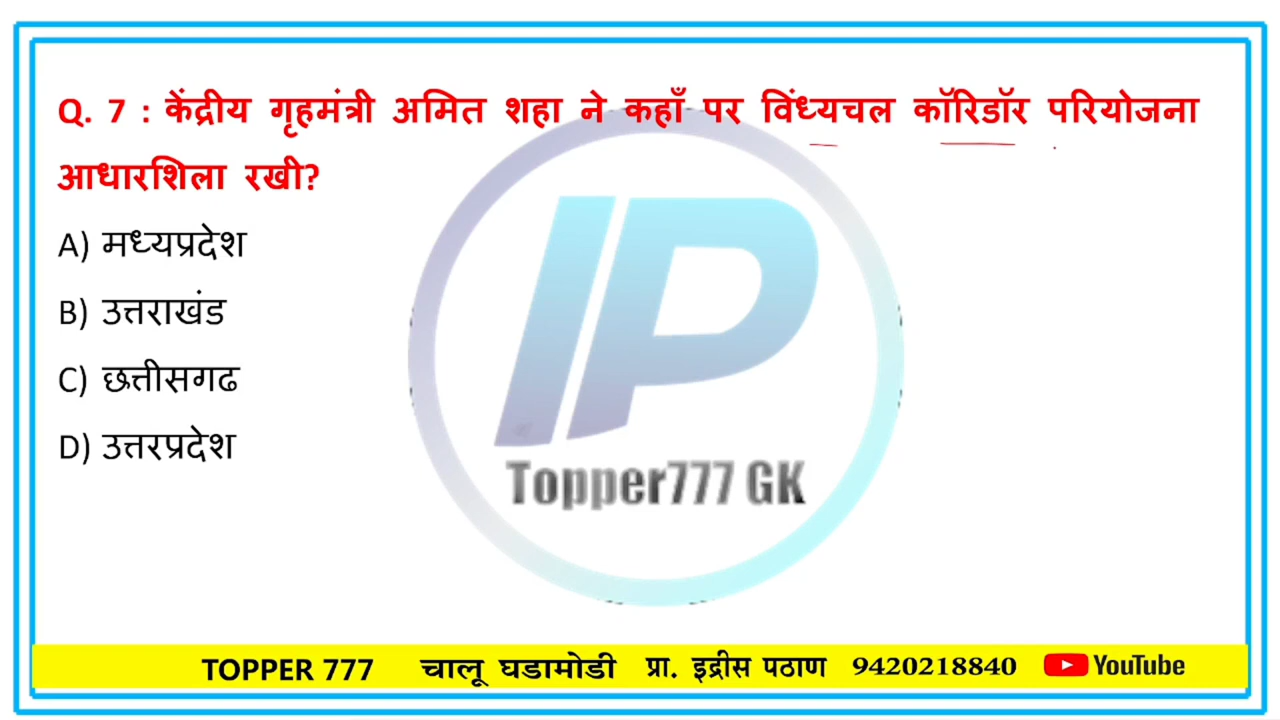 Q. 7 : केंद्रीय गृहमंत्री अमित शहा ने कहाँ पर विंध्यचल कॉरिडॉर परियोजना
आधारशिला रखी?
A) मध्यप्रदेश
B) उत्तराखंड
C) छत्तीसगढ
D) उत्तरप्रदेश
IP
Topper777 GK
TOPPER 777 चालू घडामोडी प्रा. इद्रीस पठाण 9420218840 YouTube